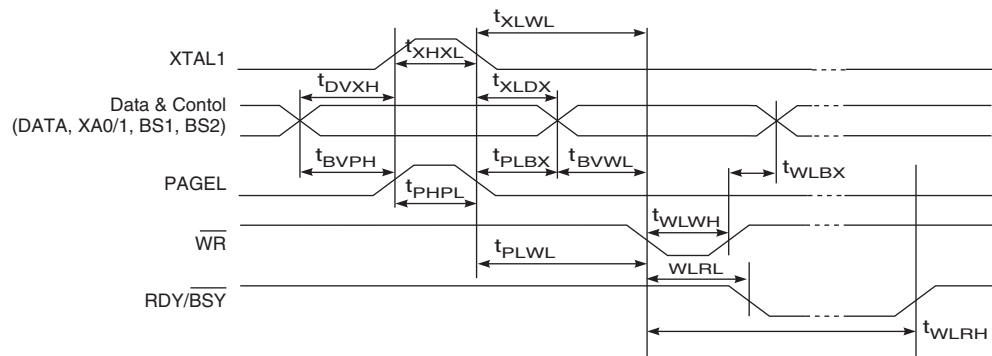 tXLWL
XTAL1
tXHXL
tDVXH
tXLDX
Data & Contol
(DATA, XA0/1, BS1, BS2)
tBVPH
tPLBX
tBVWL
tWLBX
PAGEL
tPHPL
tWLWH
WR
tPLWL
WLRL
RDY/BSY
tWLRH